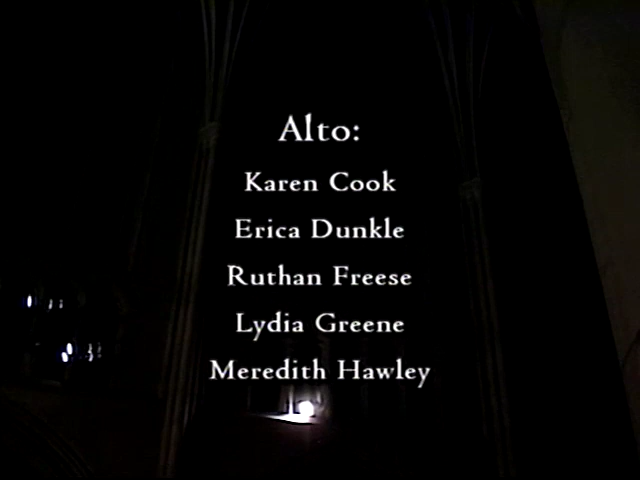 Alto:
Karen Cook
Erica Dunkle
Ruthan Freese
Lydia Greene
Meredith Hawley